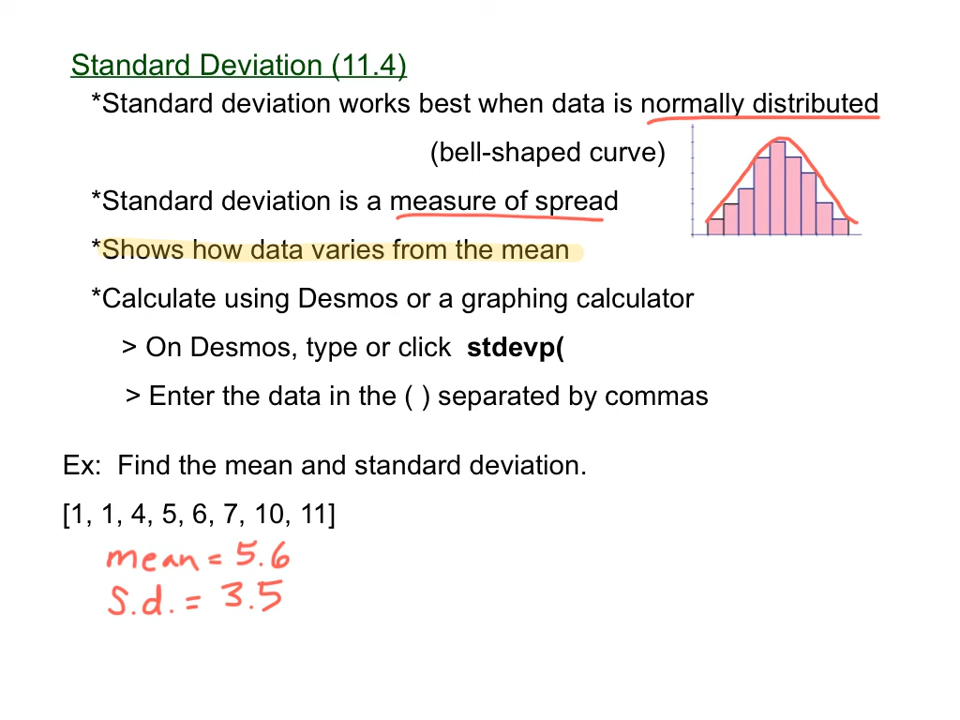 Standard Deviation (11.4)
*Standard deviation works best when data is normally distributed
(bell-shaped curve)
*Standard deviation is a measure of spread
*Shows how data varies from the mean
*Calculate using Desmos or a graphing calculator
> On Desmos, type or click stdevp(
> Enter the data in the ( ) separated by commas
Ex: Find the mean and standard deviation.
[1, 1, 4, 5, 6, 7, 10, 11]
mean = 5.6
S.d. = 3.5